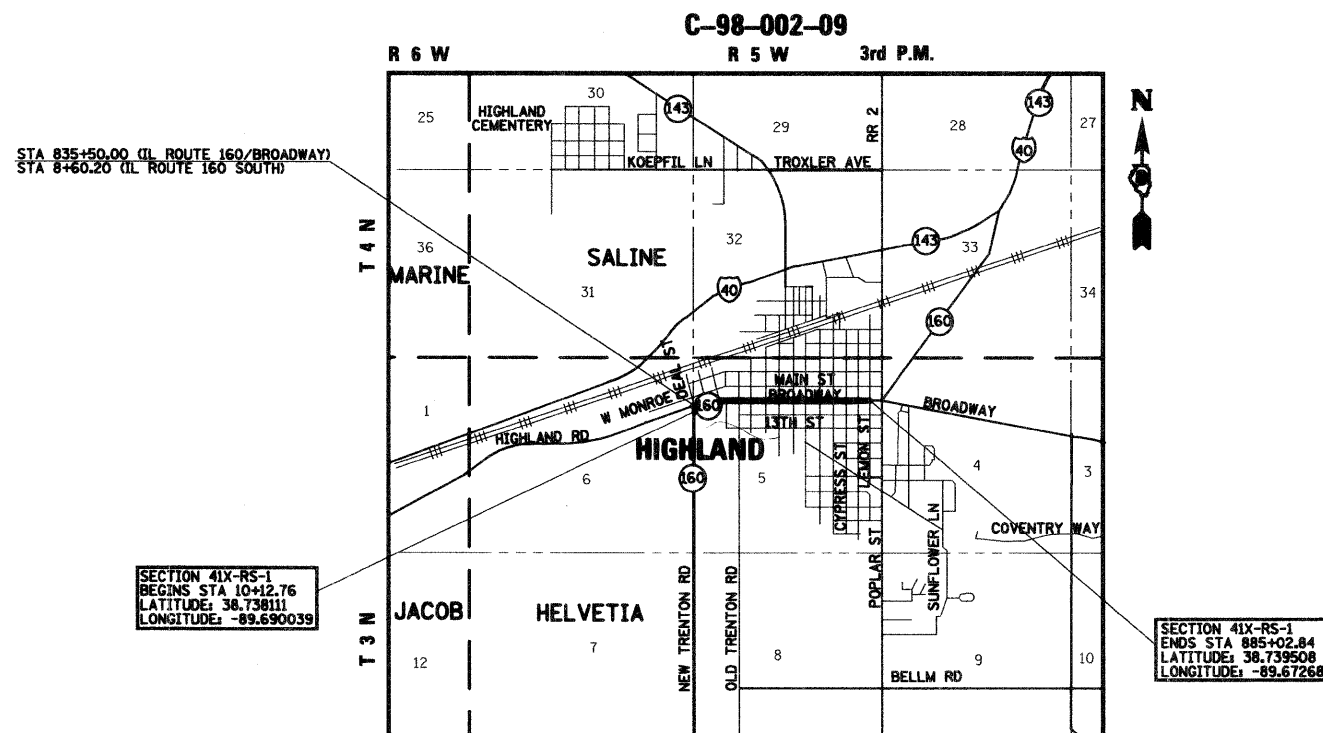 C-98-002-09
R 6 W
R 5 W
3rd P.M.
30
143
143
25
HIGHLAND
CEMENTERY
29
RR 2
28
27
N
40
KOEPFIL LN
TROXLER AVE
STA 835+50.00 (IL ROUTE 160/BROADWAY)
STA 8+60.20 (IL ROUTE 160 SOUTH)
T 4 N
36
32
143
33
SALINE
MARINE
31
40
34
160
DEAL ST
MAIN ST
BROADWAY
160
1
W MONROE
BROADWAY
13TH ST
HIGHLAND RD
HIGHLAND
CYPRESS ST
LEMON ST
4
3
6
160
5
SUNFLOWER LN
COVENTRY WAY
POPLAR ST
SECTION 41X-RS-1
BEGINS STA 10+12.76
LATITUDE: 38.738111
LONGITUDE: -89.690039
T 3 N
JACOB
HELVETIA
NEW TRENTON RD
OLD TRENTON RD
7
12
8
9
10
BELLM RD
SECTION 41X-RS-1
ENDS STA 885+02.84
LATITUDE: 38.739508
LONGITUDE: -89.67268